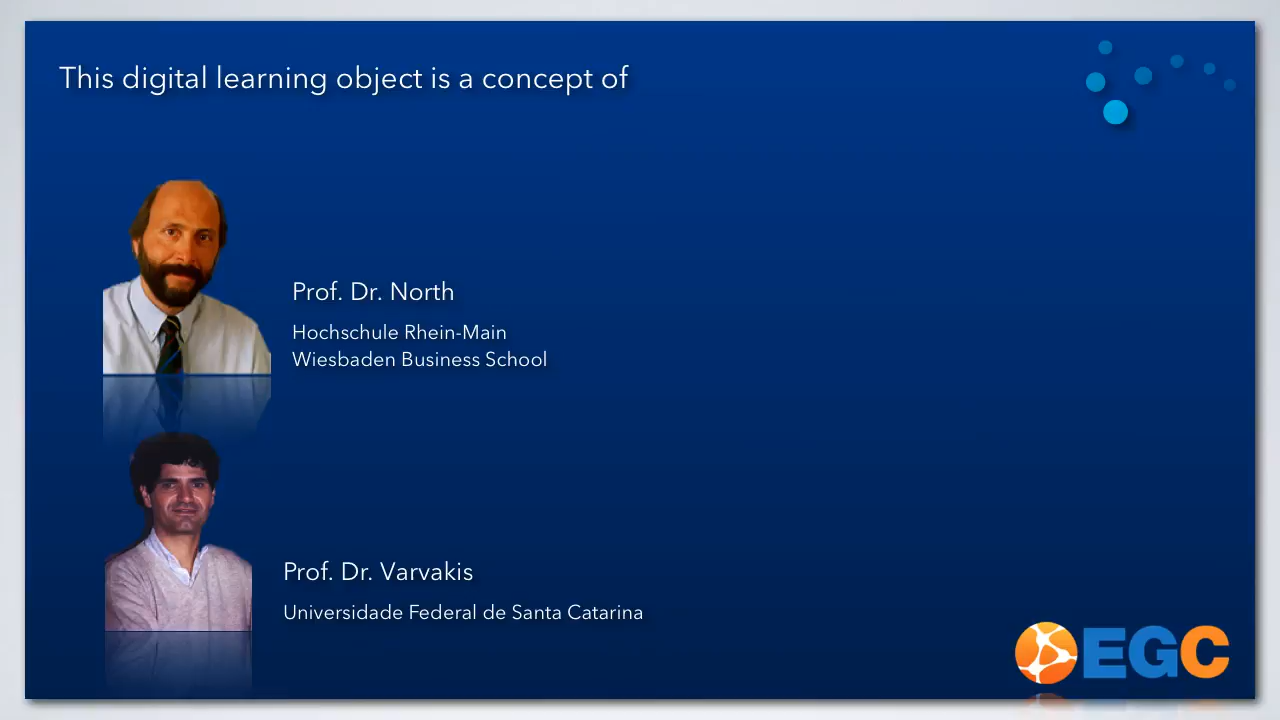 This digital learning object is a concept of
Prof. Dr. North
Hochschule Rhein-Main
Wiesbaden Business School
Prof. Dr. Varvakis
Universidade Federal de Santa Catarina
EGC